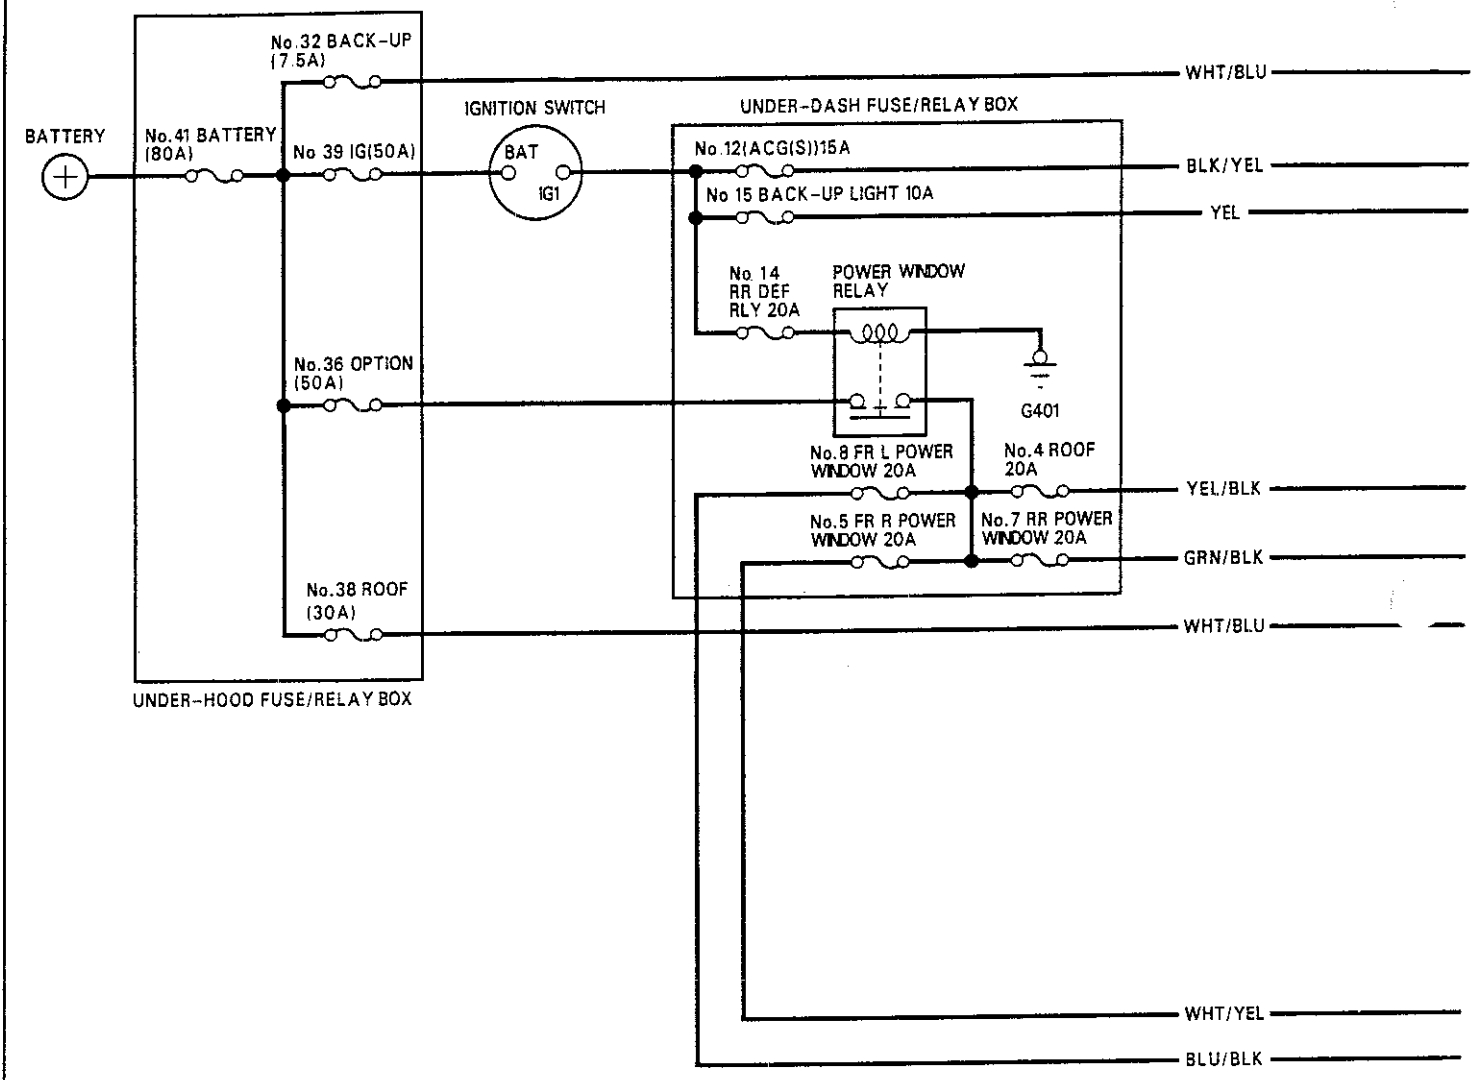 No.32 BACK-UP
(7.5A)
WHT/BLU
IGNITION SWITCH
UNDER-DASH FUSE/RELAY BOX
BATTERY
No.41 BATTERY
(80A)
No 39 IG(50A)
BAT
IG1
No.12(ACG(S))15A
BLK/YEL
No 15 BACK-UP LIGHT 10A
YEL
No. 14
RR DEF
RLY 20A
POWER WINDOW
RELAY
No.36 OPTION
(50A)
G401
No.8 FR L POWER
WINDOW 20A
No.4 ROOF
20A
YEL/BLK
No.5 FR R POWER
WINDOW 20A
No.7 RR POWER
WINDOW 20A
GRN/BLK
No.38 ROOF
(30A)
WHT/BLU
UNDER-HOOD FUSE/RELAY BOX
WHT/YEL
BLU/BLK